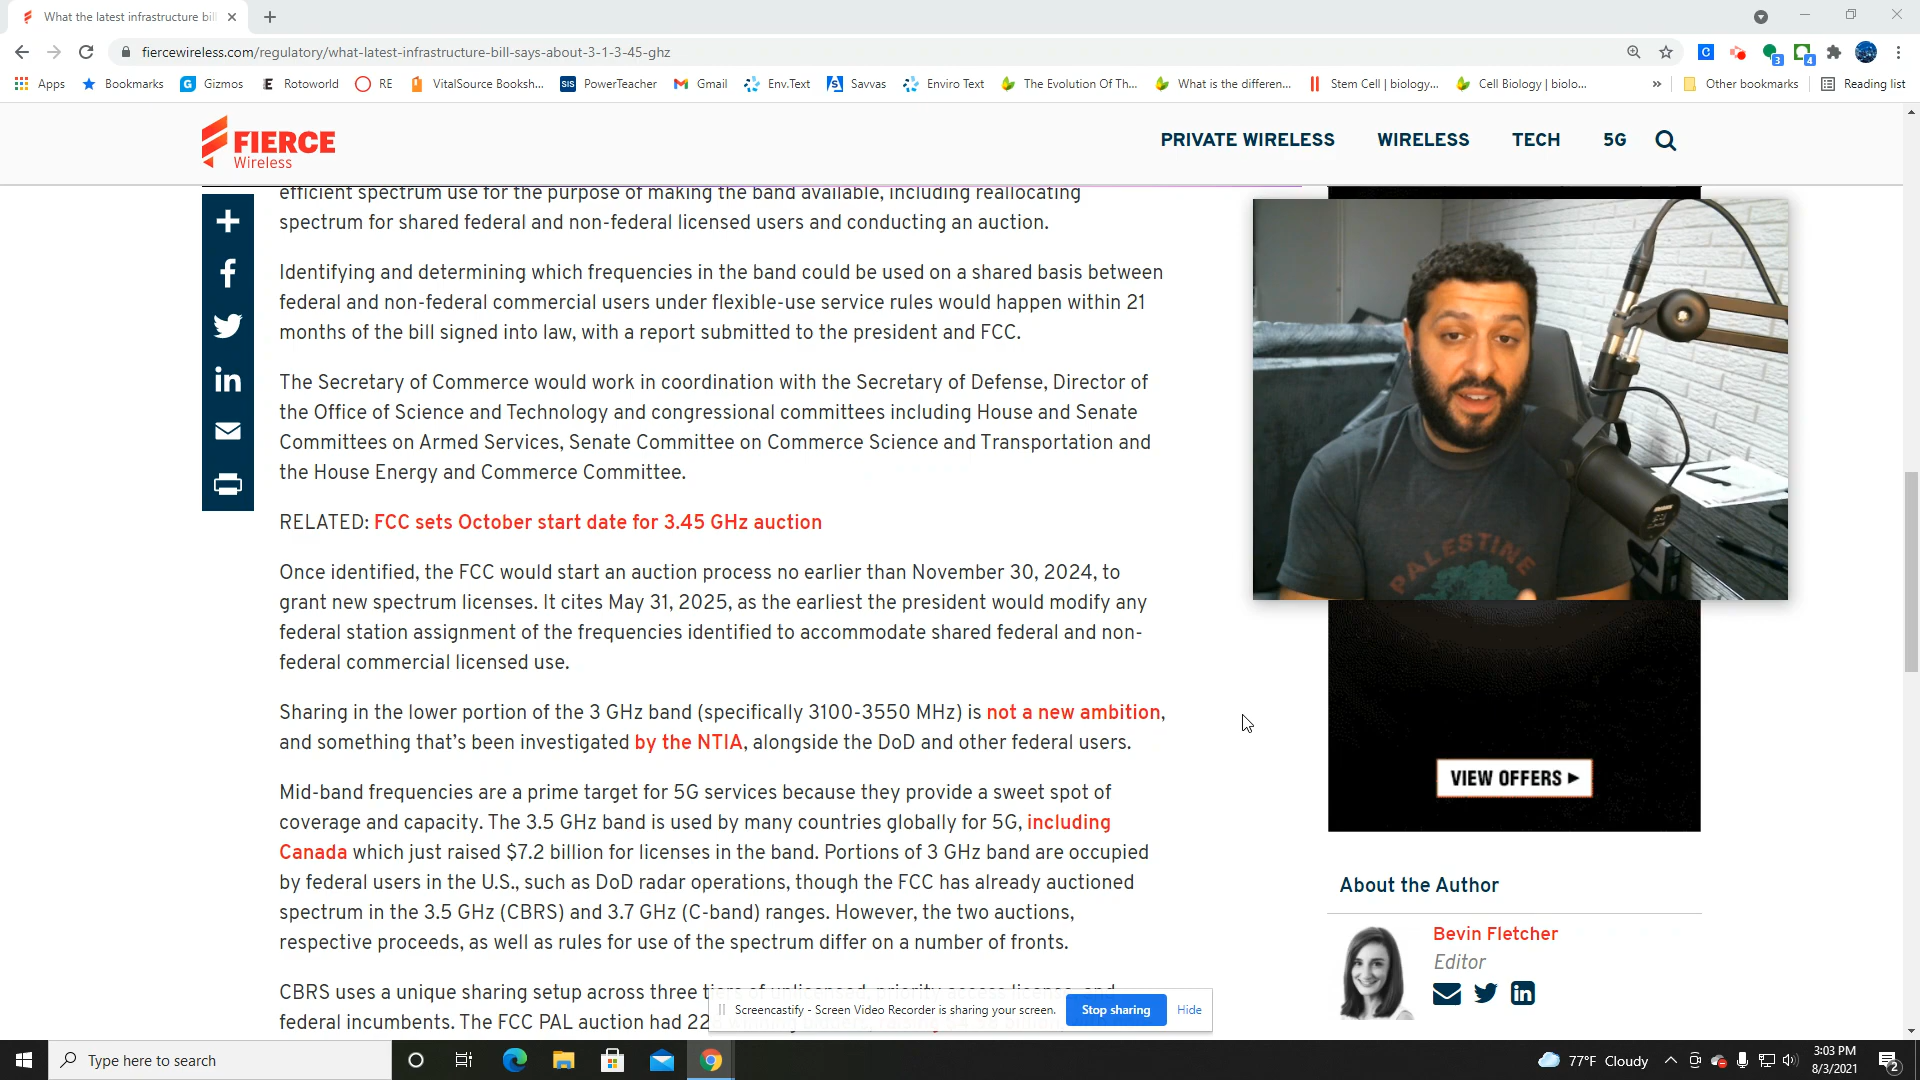 What the latest infrastructure bil
fiercewireless.com/regulatory/what-latest-infrastructure-bill-says-about-3-1-3-45-ghz
Apps
Bookmarks
Gizmos
Rotoworld
RE
VitalSource Booksh...
PowerTeacher
Gmail
Env.Text
Savvas
Enviro Text
The Evolution Of Th...
What is the differen...
Stem Cell | biology...
Cell Biology | biolo...
»
Other bookmarks
Reading list
FIERCE
Wireless
PRIVATE WIRELESS
WIRELESS
TECH
5G
efficient spectrum use for the purpose of making the band available, including reallocating
spectrum for shared federal and non-federal licensed users and conducting an auction.
Identifying and determining which frequencies in the band could be used on a shared basis between
federal and non-federal commercial users under flexible-use service rules would happen within 21
months of the bill signed into law, with a report submitted to the president and FCC.
The Secretary of Commerce would work in coordination with the Secretary of Defense, Director of
the Office of Science and Technology and congressional committees including House and Senate
Committees on Armed Services, Senate Committee on Commerce Science and Transportation and
the House Energy and Commerce Committee.
RELATED: FCC sets October start date for 3.45 GHz auction
Once identified, the FCC would start an auction process no earlier than November 30, 2024, to
grant new spectrum licenses. It cites May 31, 2025, as the earliest the president would modify any
federal station assignment of the frequencies identified to accommodate shared federal and non-
federal commercial licensed use.
Sharing in the lower portion of the 3 GHz band (specifically 3100-3550 MHz) is not a new ambition,
and something that's been investigated by the NTIA, alongside the DoD and other federal users.
Mid-band frequencies are a prime target for 5G services because they provide a sweet spot of
coverage and capacity. The 3.5 GHz band is used by many countries globally for 5G, including
Canada which just raised $7.2 billion for licenses in the band. Portions of 3 GHz band are occupied
by federal users in the U.S., such as DoD radar operations, though the FCC has already auctioned
spectrum in the 3.5 GHz (CBRS) and 3.7 GHz (C-band) ranges. However, the two auctions,
respective proceeds, as well as rules for use of the spectrum differ on a number of fronts.
CBRS uses a unique sharing setup across three tiers of unlicensed, priority access license, and
federal incumbents. The FCC PAL auction had 22
PALESTINE
VIEW OFFERS
About the Author
Bevin Fletcher
Editor
Screencastify - Screen Video Recorder is sharing your screen.
Stop sharing
Hide
Type here to search
77°F Cloudy
3:03 PM
8/3/2021
2